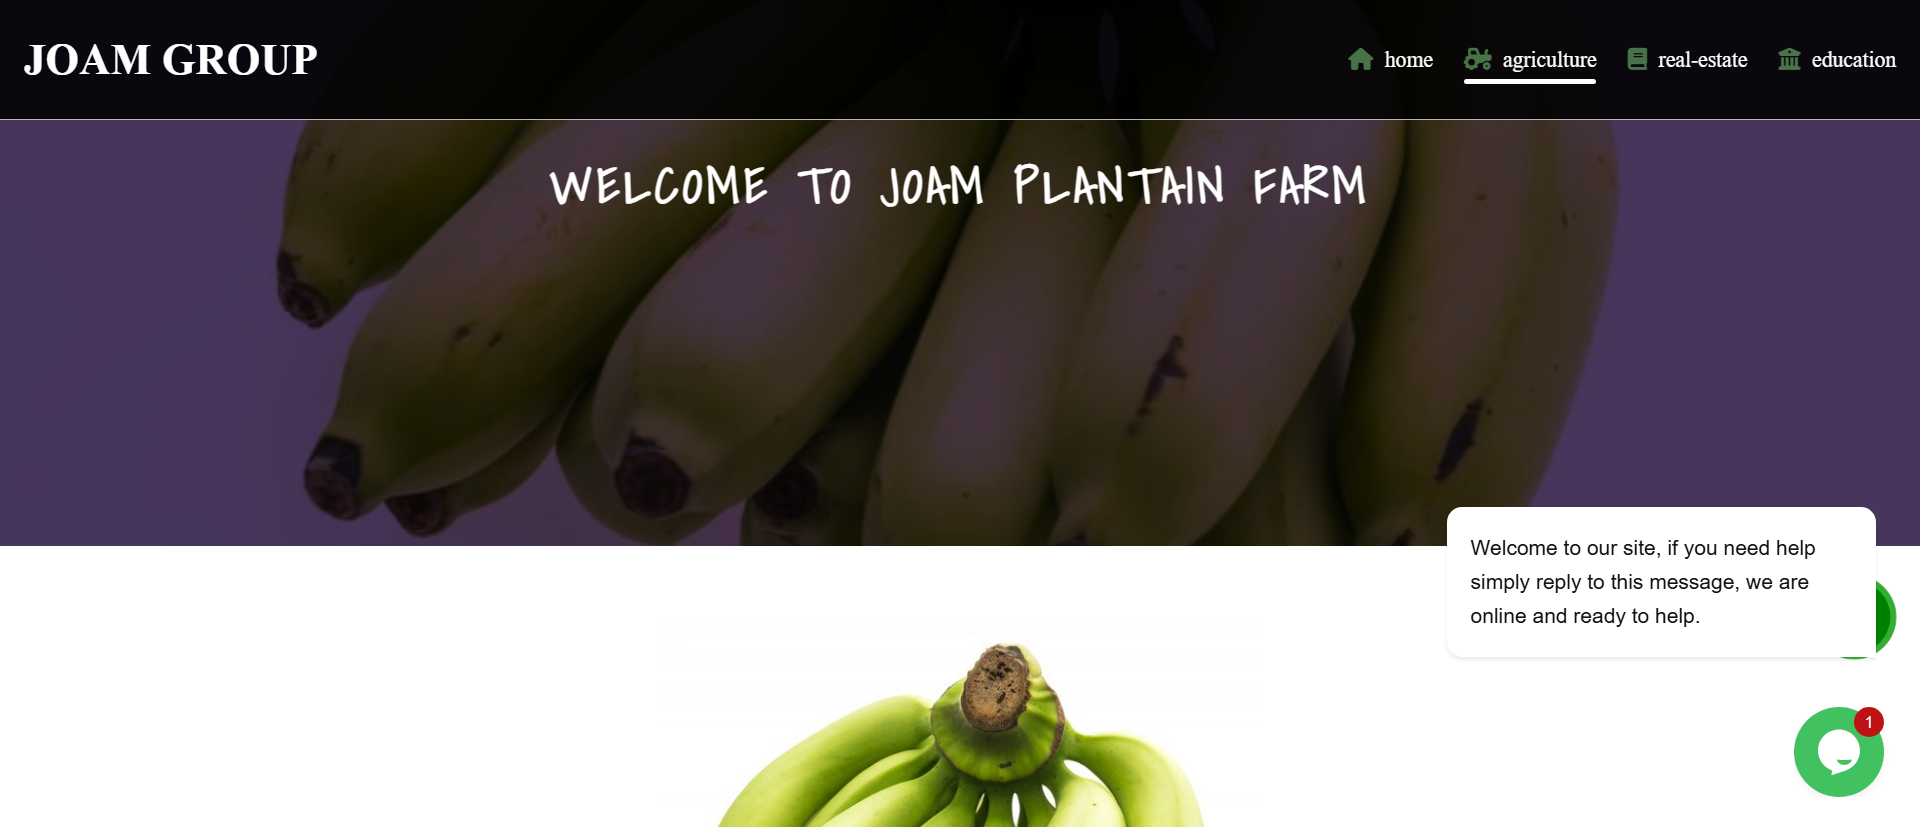 JOAM GROUP
home agriculture real-estate education
WELCOME TO JOAM PLANTAIN FARM
Welcome to our site, if you need help
simply reply to this message, we are
online and ready to help.
1